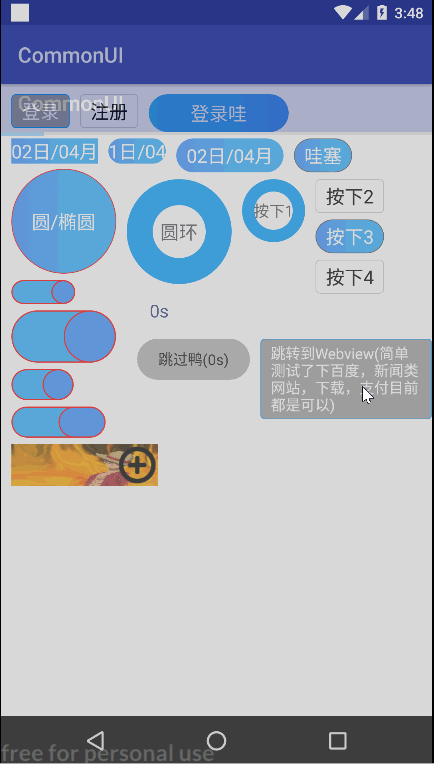 3:48
CommonUI
CommonUI
登录
注册
登录哇
02日/04月
1日/04
02日/04月
哇塞
圆/椭圆
圆环
按下1
按下2
按下3
按下4
0s
跳过鸭(0s)
跳转到Webview(简单
测试了下百度，新闻类
网站，下载，支付目前
都是可以)
free for personal use